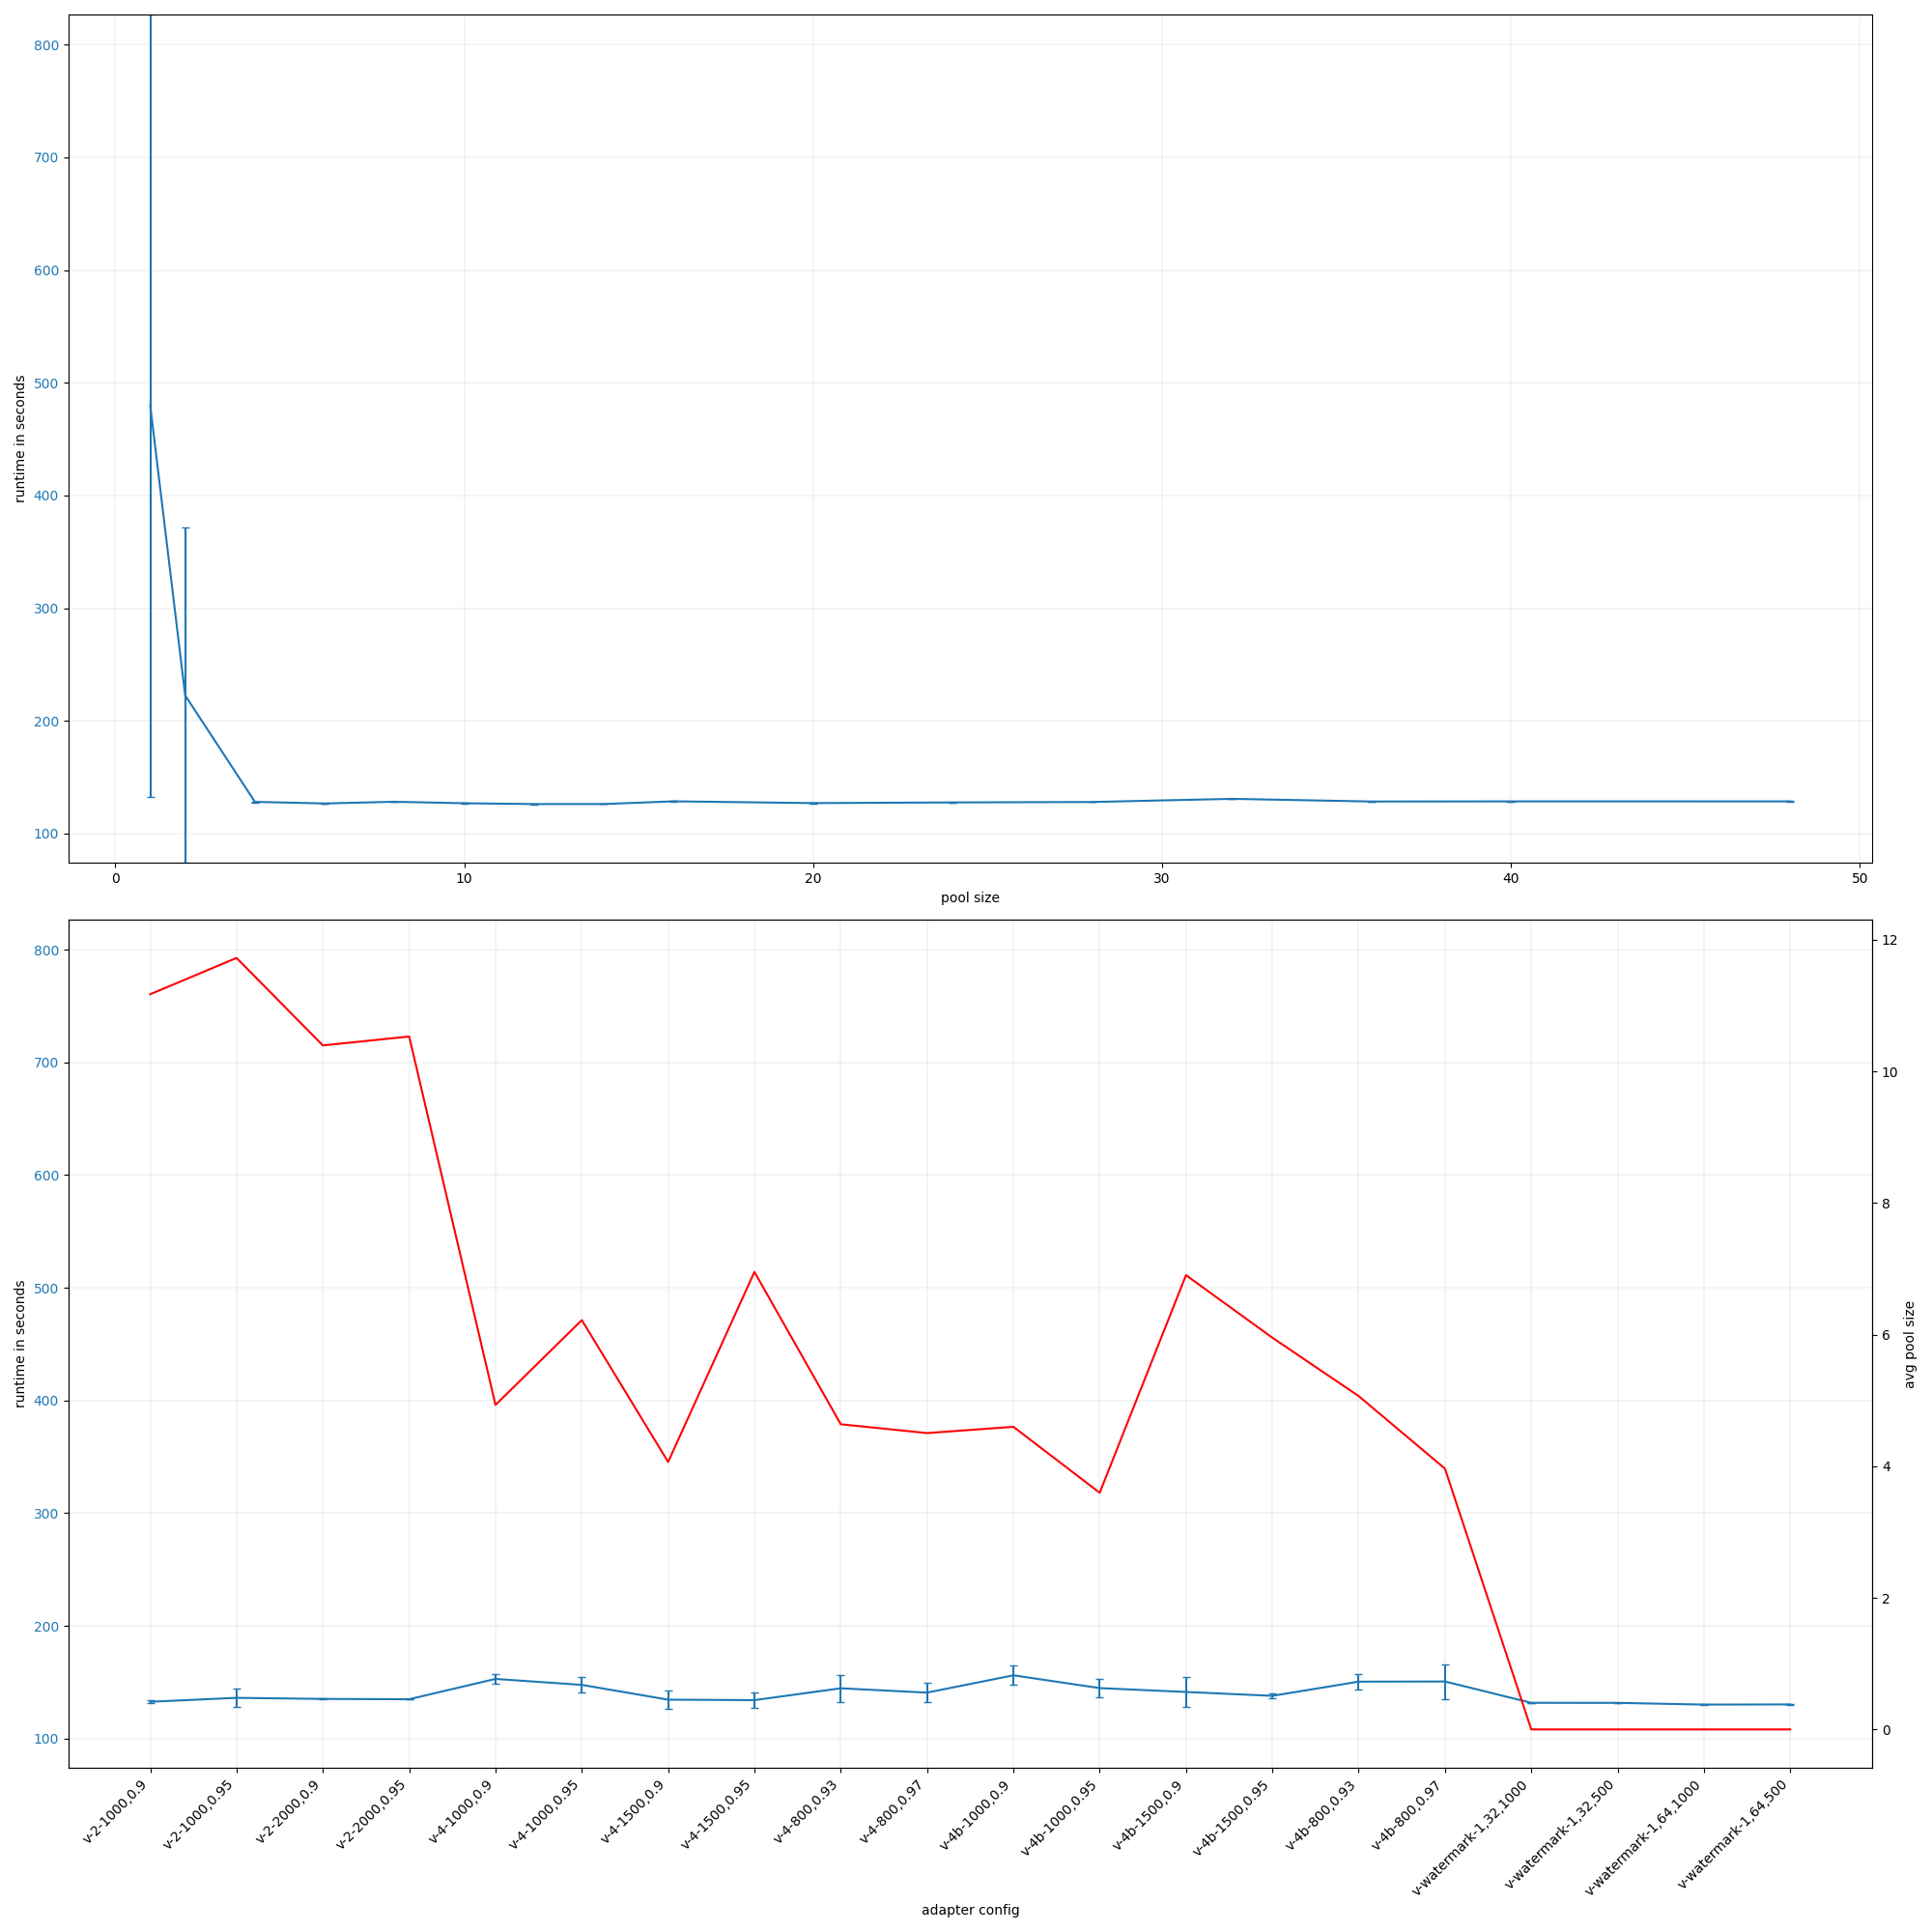 800
700
600
500
400
300
200
100
runtime in seconds
0 10 20 30 40 50
pool size
800
700
600
500
400
300
200
100
runtime in seconds
12
10
8
6
4
2
0
avg pool size
v-2-1000,0.9
v-2-1000,0.95
v-2-2000,0.9
v-2-2000,0.95
v-4-1000,0.9
v-4-1000,0.95
v-4-1500,0.9
v-4-1500,0.95
v-4-800,0.93
v-4-800,0.97
v-4b-1000,0.9
v-4b-1000,0.95
v-4b-1500,0.9
v-4b-1500,0.95
v-4b-800,0.93
v-4b-800,0.97
v-watermark-1,32,1000
v-watermark-1,32,500
v-watermark-1,64,1000
v-watermark-1,64,500
adapter config